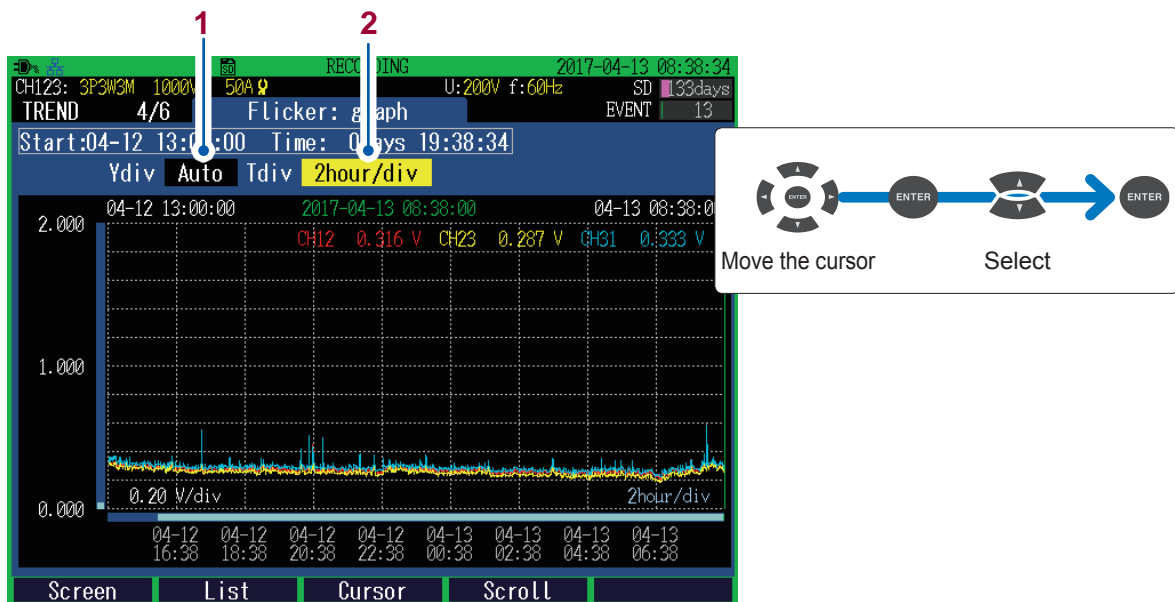 1 2
SD RECORDING 2017-04-13 08:38:34
CH123: 3P3W3M 1000V 50A U:200V f:60Hz SD 133days
TREND 4/6 Flicker: graph EVENT 13
Start:04-12 13:00:00 Time: 0days 19:38:34
Ydiv Auto Tdiv 2hour/div
04-12 13:00:00 2017-04-13 08:38:00 04-13 08:38:0
2.000
CH12 0.316 V CH23 0.287 V CH31 0.333 V
ENTER ENTER ENTER
Move the cursor Select
1.000
0.20 V/div 2hour/div
0.000
04-12 04-12 04-12 04-12 04-13 04-13 04-13 04-13
16:38 18:38 20:38 22:38 00:38 02:38 04:38 06:38
Screen List Cursor Scroll